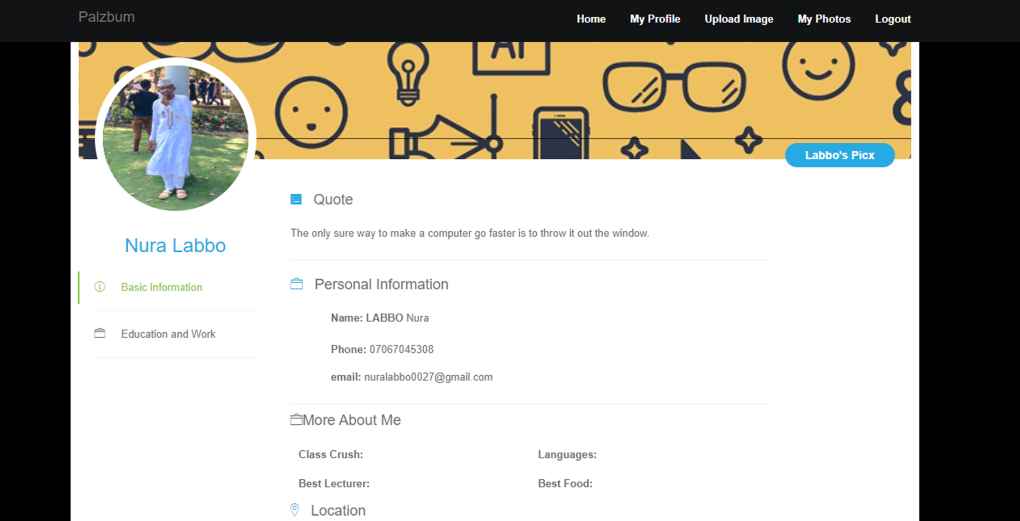 Palzbum
Home My Profile Upload Image My Photos Logout
AI
Labbo's Picx
Quote
The only sure way to make a computer go faster is to throw it out the window.
Nura Labbo
Basic Information
Education and Work
Personal Information
Name: LABBO Nura
Phone: 07067045308
email: nuralabbo0027@gmail.com
More About Me
Class Crush: Languages:
Best Lecturer: Best Food:
Location